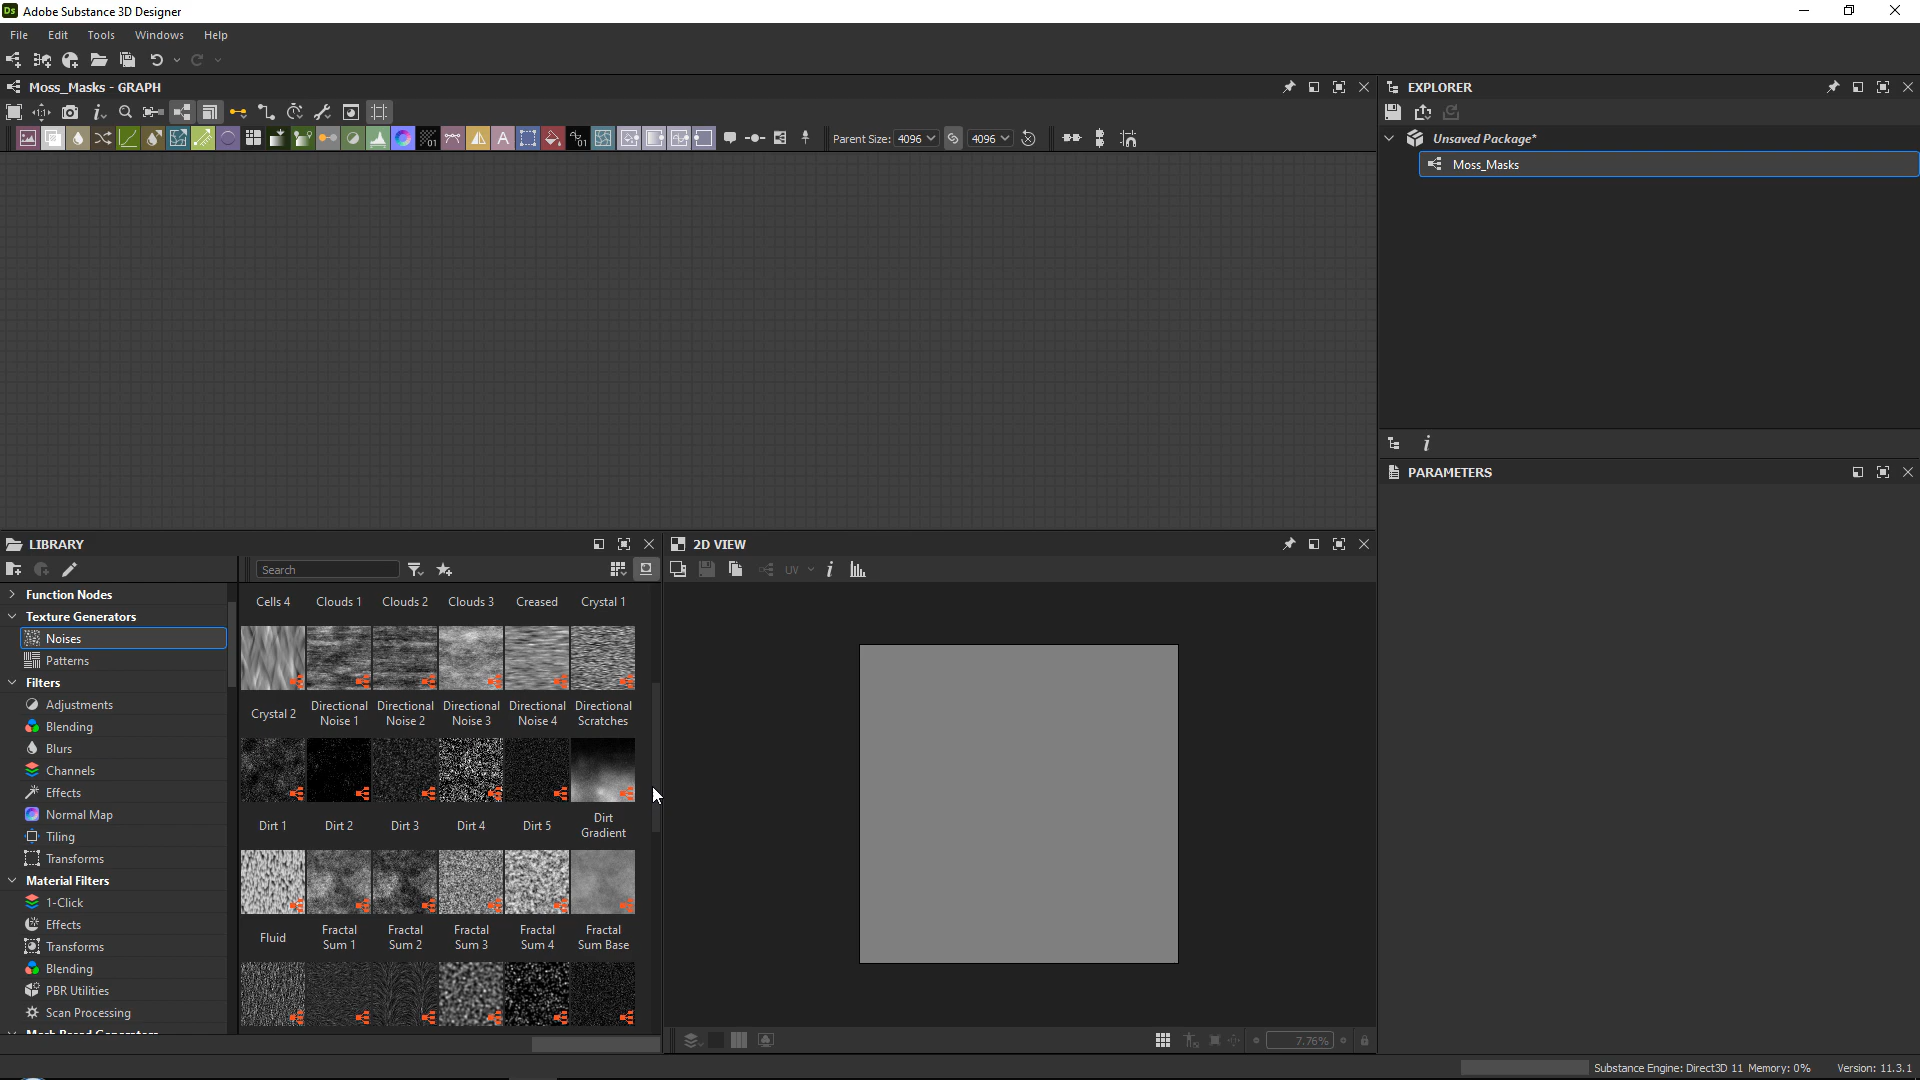 Ds Adobe Substance 3D Designer
File Edit Tools Windows Help
Moss_Masks - GRAPH
Parent Size: 4096 4096
EXPLORER
Unsaved Package*
Moss_Masks
PARAMETERS
LIBRARY
Search
Function Nodes
Texture Generators
Noises
Patterns
Filters
Adjustments
Blending
Blurs
Channels
Effects
Normal Map
Tiling
Transforms
Material Filters
1-Click
Effects
Transforms
Blending
PBR Utilities
Scan Processing
Cells 4 Clouds 1 Clouds 2 Clouds 3 Creased Crystal 1
Crystal 2 Directional Noise 1 Directional Noise 2 Directional Noise 3 Directional Noise 4 Directional Scratches
Dirt 1 Dirt 2 Dirt 3 Dirt 4 Dirt 5 Dirt Gradient
Fluid Fractal Sum 1 Fractal Sum 2 Fractal Sum 3 Fractal Sum 4 Fractal Sum Base
2D VIEW
UV
7.76%
Substance Engine: Direct3D 11 Memory: 0% Version: 11.3.1